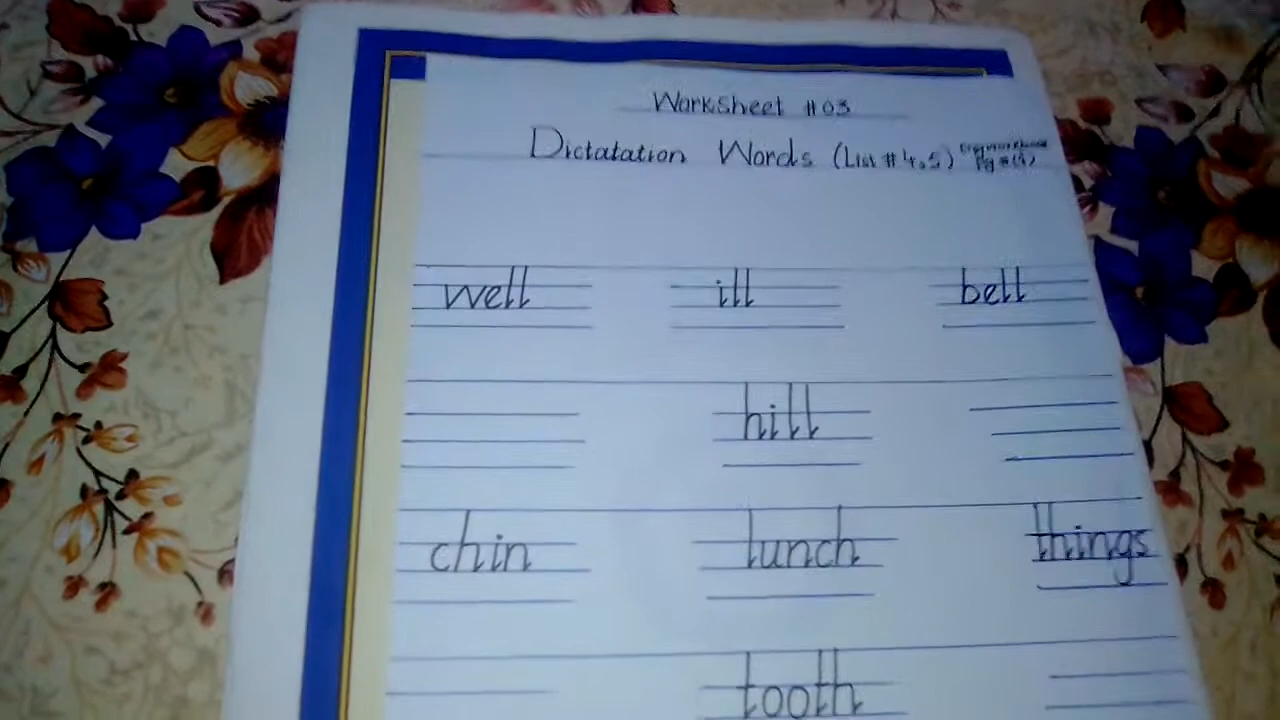 Worksheet #03
Dictatation Words (List #4,5)
well ill bell
hill
chin lunch things
tooth